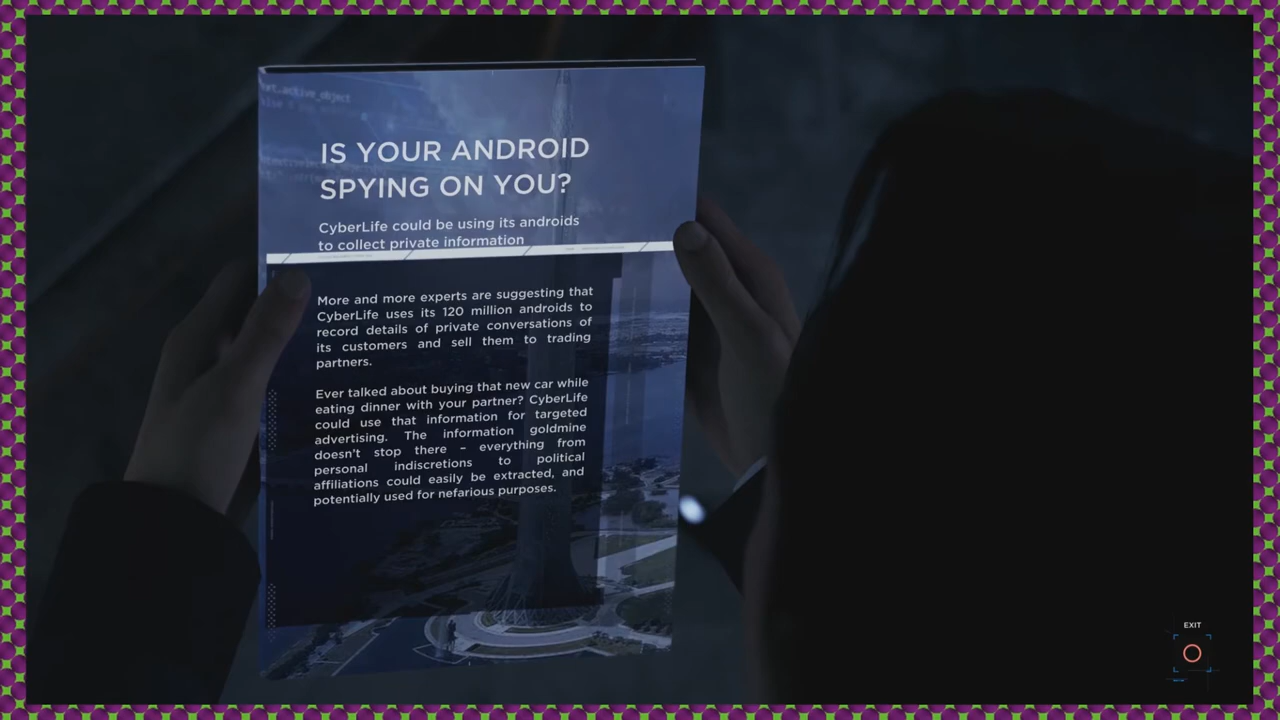 IS YOUR ANDROID
SPYING ON YOU?
CyberLife could be using its androids
to collect private information
More and more experts are suggesting that
CyberLife uses its 120 million androids to
record details of private conversations of
its customers and sell them to trading
partners.
Ever talked about buying that new car while
eating dinner with your partner? CyberLife
could use that information for targeted
advertising. The information goldmine
doesn't stop there – everything from
personal indiscretions to political
affiliations could easily be extracted, and
potentially used for nefarious purposes.
EXIT